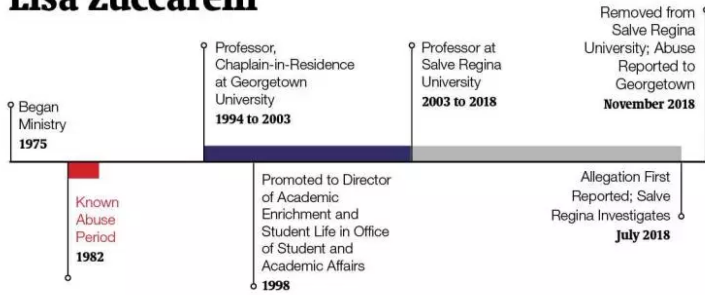 Lisa Zuccarelli
Began
Ministry
1975
Known
Abuse
Period
1982
Professor,
Chaplain-in-Residence
at Georgetown
University
1994 to 2003
Promoted to Director
of Academic
Enrichment and
Student Life in Office
of Student and
Academic Affairs
1998
Professor at
Salve Regina
University
2003 to 2018
Allegation First
Reported; Salve
Regina Investigates
July 2018
Removed from
Salve Regina
University; Abuse
Reported to
Georgetown
November 2018